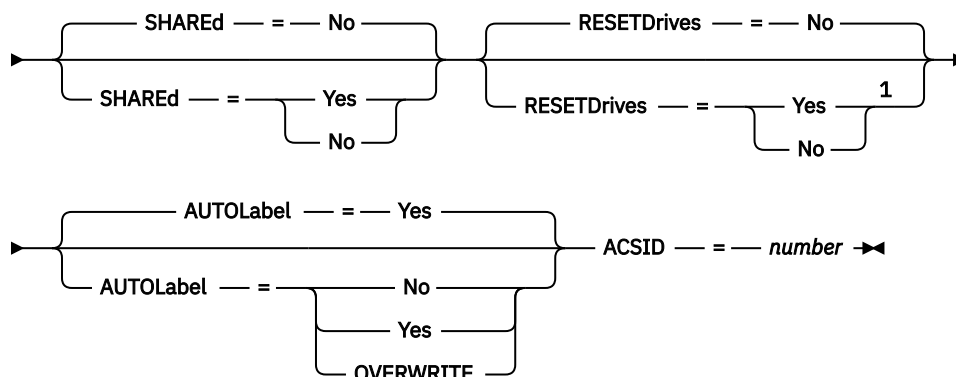 SHAREd = No RESETDrives = No
SHAREd = Yes RESETDrives = Yes 1
No No
AUTOLabel = Yes
ACSID = number
AUTOLabel = No
Yes
OVERWRITE